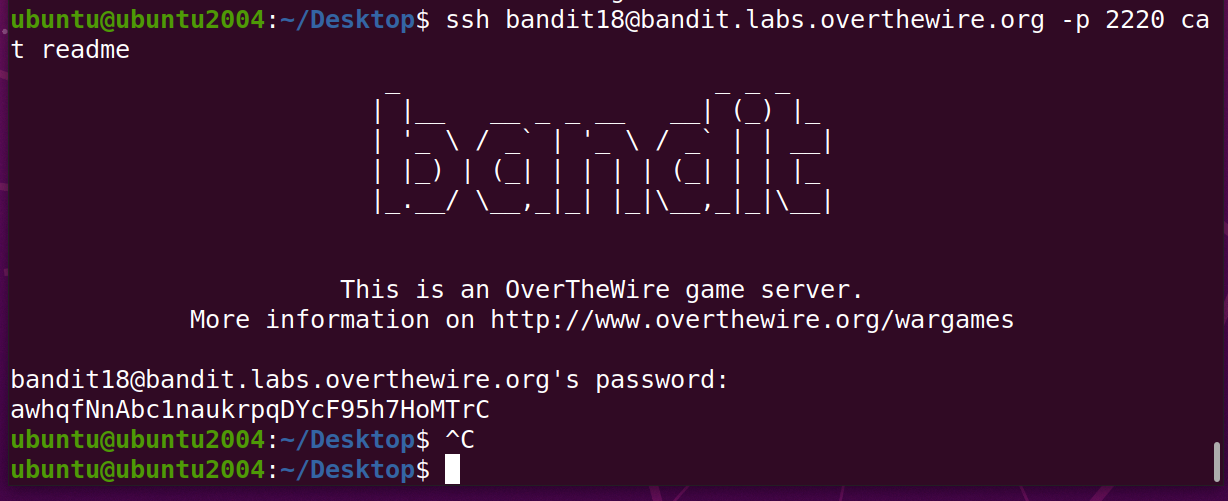 ubuntu@ubuntu2004:~/Desktop$ ssh bandit18@bandit.labs.overthewire.org -p 2220 ca
t readme
                         _                     _ _ _
                        | |__   __ _ _ __   __| (_) |_
                        | '_ \ / _` | '_ \ / _` | | __|
                        | |_) | (_| | | | | (_| | | |_
                        |_.__/ \__,_|_| |_|\__,_|_|\__|
                      This is an OverTheWire game server.
            More information on http://www.overthewire.org/wargames
bandit18@bandit.labs.overthewire.org's password:
awhqfNnAbc1naukrpqDYcF95h7HoMTrC
ubuntu@ubuntu2004:~/Desktop$ ^C
ubuntu@ubuntu2004:~/Desktop$